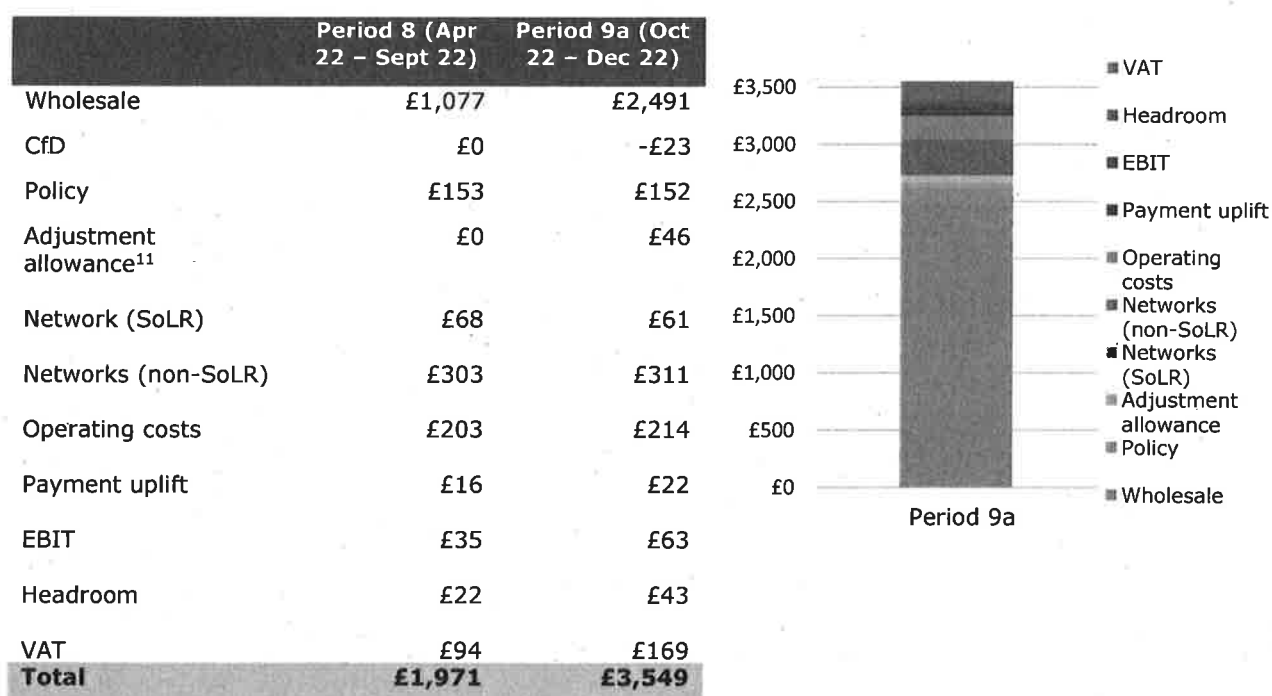 Period 8 (Apr 22 – Sept 22) Period 9a (Oct 22 – Dec 22)
Wholesale £1,077 £2,491
CfD £0 -£23
Policy £153 £152
Adjustment allowance¹¹ £0 £46
Network (SoLR) £68 £61
Networks (non-SoLR) £303 £311
Operating costs £203 £214
Payment uplift £16 £22
EBIT £35 £63
Headroom £22 £43
VAT £94 £169
Total £1,971 £3,549
£3,500
£3,000
£2,500
£2,000
£1,500
£1,000
£500
£0
Period 9a
VAT
Headroom
EBIT
Payment uplift
Operating
costs
Networks
(non-SoLR)
Networks
(SoLR)
Adjustment
allowance
Policy
Wholesale